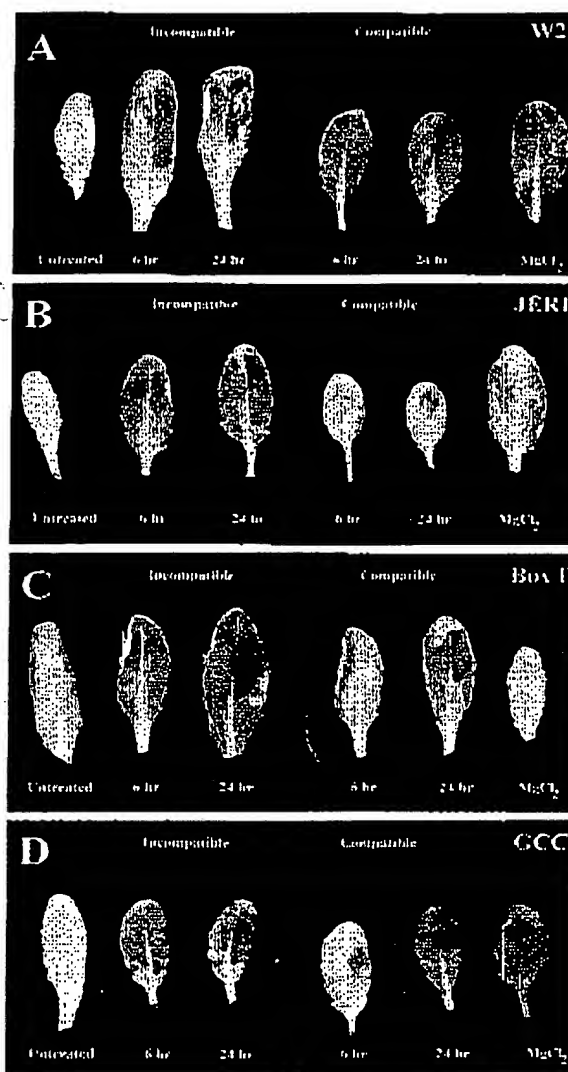 A Incompatible Compatible W2
Untreated 6 hr 24 hr 6 hr 24 hr MgCl₂
B Incompatible Compatible JERE
Untreated 6 hr 24 hr 6 hr 24 hr MgCl₂
C Incompatible Compatible Box
Untreated 6 hr 24 hr 6 hr 24 hr MgCl₂
D Incompatible Compatible GCC
Untreated 6 hr 24 hr 6 hr 24 hr MgCl₂